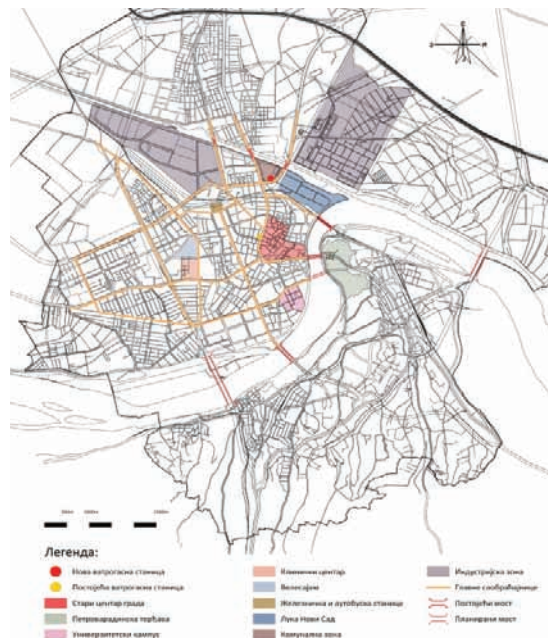 Легенда:
Нова ватрогасна станица
Постојећа ватрогасна станица
Стари центар града
Петроварадинска тврђава
Универзитетски кампус
Клинички центар
Велесајам
Железничка и аутобуска станица
Лука Нови Сад
Комунална зона
Индустријска зона
Главне саобраћајнице
Постојећи мост
Планирани мост